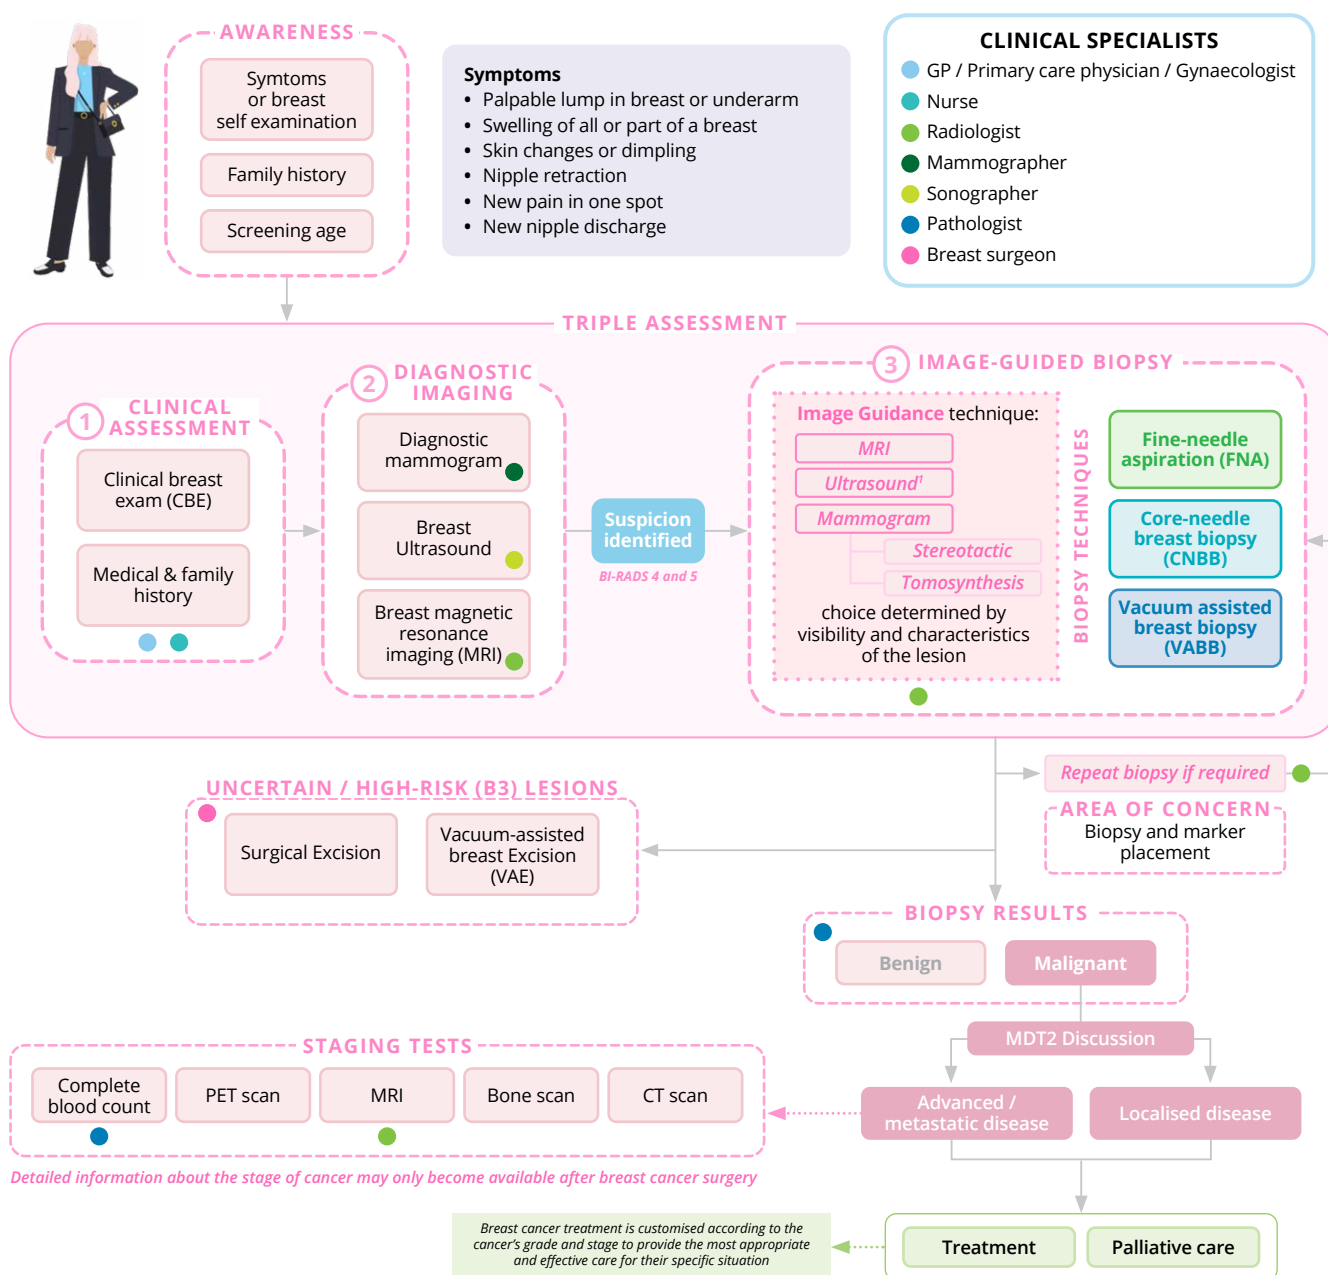 AWARENESS
Symtoms
or breast
self examination
Family history
Screening age
Symptoms
• Palpable lump in breast or underarm
• Swelling of all or part of a breast
• Skin changes or dimpling
• Nipple retraction
• New pain in one spot
• New nipple discharge
CLINICAL SPECIALISTS
GP / Primary care physician / Gynaecologist
Nurse
Radiologist
Mammographer
Sonographer
Pathologist
Breast surgeon
TRIPLE ASSESSMENT
1 CLINICAL
ASSESSMENT
Clinical breast
exam (CBE)
Medical & family
history
2 DIAGNOSTIC
IMAGING
Diagnostic
mammogram
Breast
Ultrasound
Breast magnetic
resonance
imaging (MRI)
Suspicion
identified
BI-RADS 4 and 5
3 IMAGE-GUIDED BIOPSY
Image Guidance technique:
MRI
Ultrasound¹
Mammogram
Stereotactic
Tomosynthesis
choice determined by
visibility and characteristics
of the lesion
BIOPSY TECHNIQUES
Fine-needle
aspiration (FNA)
Core-needle
breast biopsy
(CNBB)
Vacuum assisted
breast biopsy
(VABB)
Repeat biopsy if required
AREA OF CONCERN
Biopsy and marker
placement
UNCERTAIN / HIGH-RISK (B3) LESIONS
Surgical Excision
Vacuum-assisted
breast Excision
(VAE)
BIOPSY RESULTS
Benign
Malignant
MDT2 Discussion
Advanced /
metastatic disease
Localised disease
STAGING TESTS
Complete
blood count
PET scan
MRI
Bone scan
CT scan
Detailed information about the stage of cancer may only become available after breast cancer surgery
Breast cancer treatment is customised according to the
cancer's grade and stage to provide the most appropriate
and effective care for their specific situation
Treatment
Palliative care